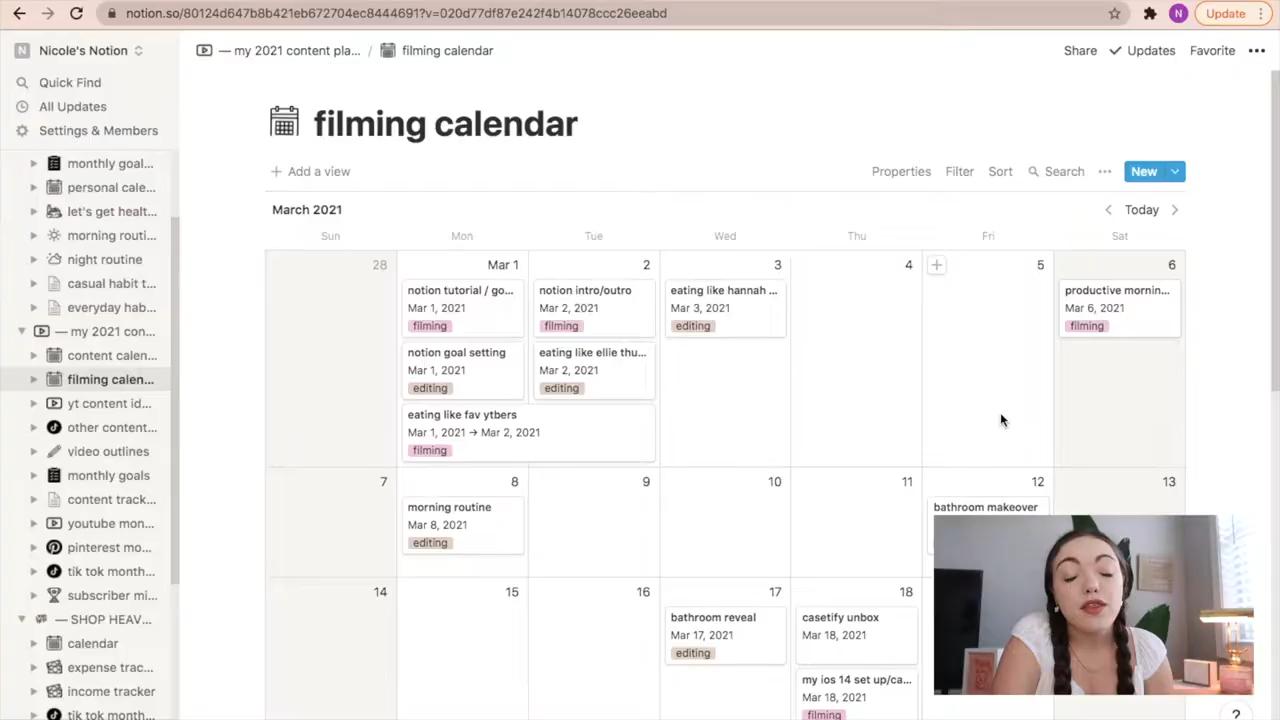 notion.so/80124d647b8b421eb672704ec8444691?v=020d77df87e242f4b14078ccc26eeabd
N
Update
N
Nicole's Notion
— my 2021 content pla...
/
filming calendar
Share
Updates
Favorite
Quick Find
All Updates
Settings & Members
monthly goal...
personal cale...
let's get healt...
morning routi...
night routine
casual habit t...
everyday hab...
— my 2021 con...
content calen...
filming calen...
yt content id...
other content...
video outlines
monthly goals
content track...
youtube mon...
pinterest mo...
tik tok month...
subscriber mi...
— SHOP HEAV...
calendar
expense trac...
income tracker
tik tok month...
filming calendar
+ Add a view
Properties
Filter
Sort
Search
New
March 2021
Today
Sun
Mon
Tue
Wed
Thu
Fri
Sat
28
Mar 1
2
3
4
5
6
notion tutorial / go...
Mar 1, 2021
filming
notion intro/outro
Mar 2, 2021
filming
eating like hannah ...
Mar 3, 2021
editing
productive mornin...
Mar 6, 2021
filming
notion goal setting
Mar 1, 2021
editing
eating like ellie thu...
Mar 2, 2021
editing
eating like fav ytbers
Mar 1, 2021 → Mar 2, 2021
filming
7
8
9
10
11
12
13
morning routine
Mar 8, 2021
editing
bathroom makeover
14
15
16
17
18
bathroom reveal
Mar 17, 2021
editing
casetify unbox
Mar 18, 2021
my ios 14 set up/ca...
Mar 18, 2021
filming
?